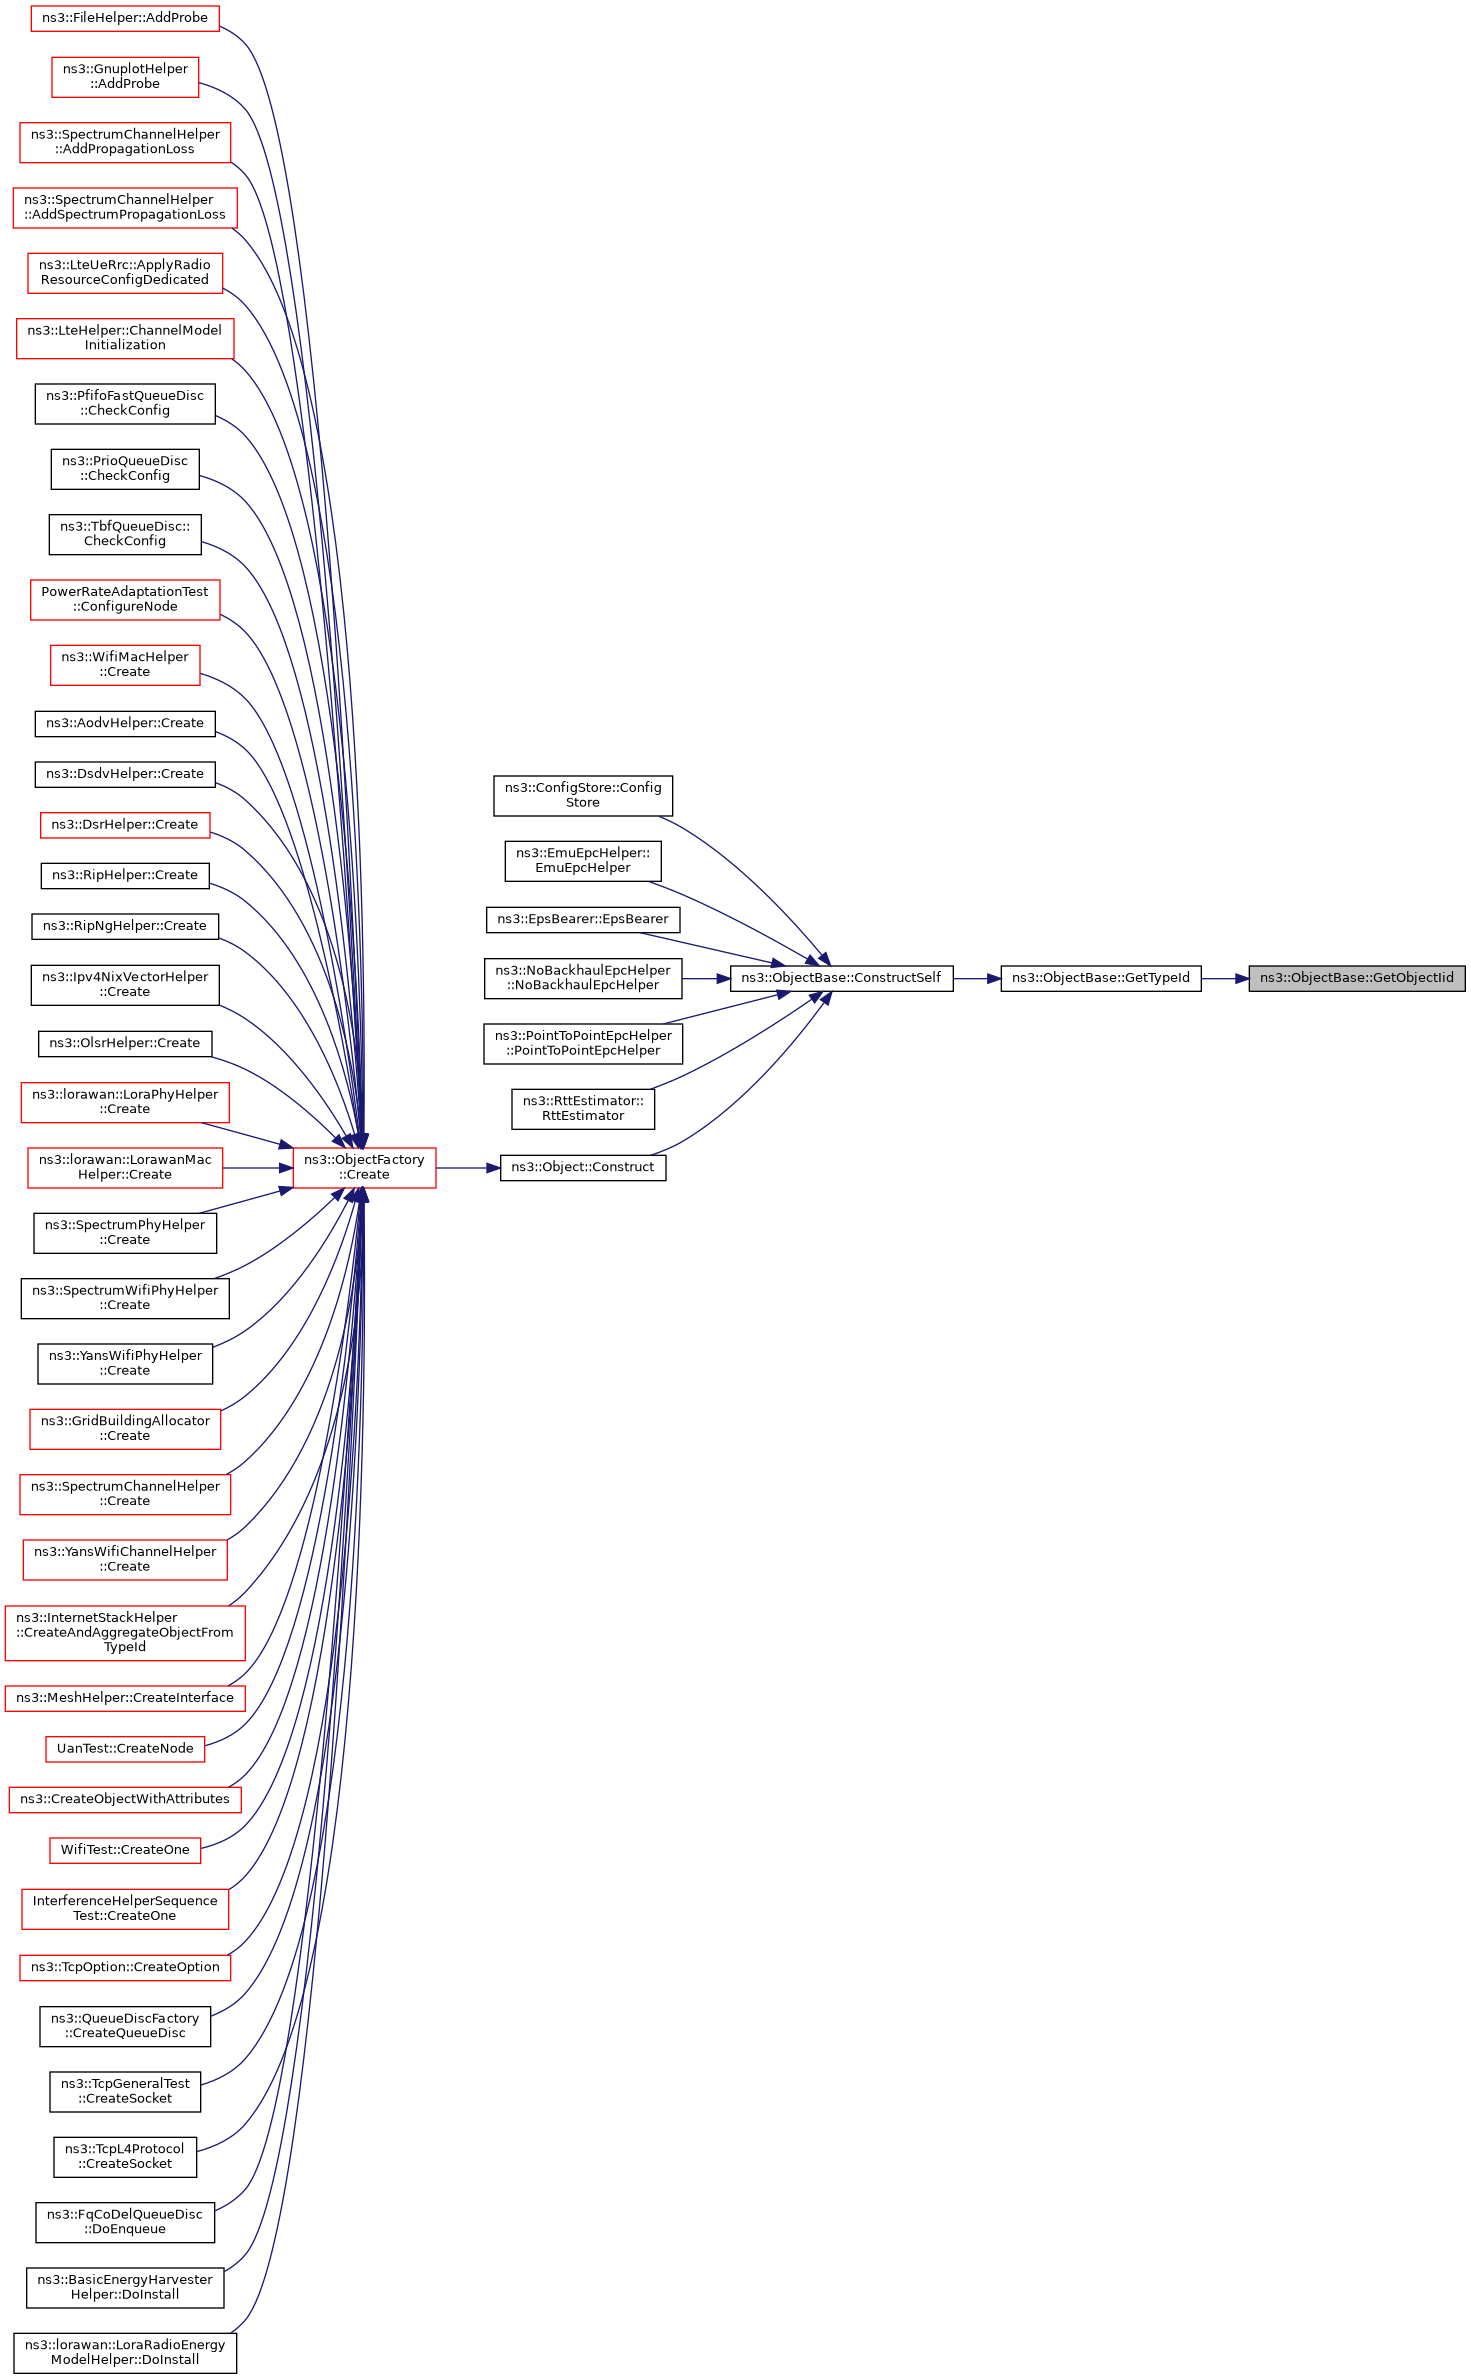 ns3::FileHelper::AddProbe
ns3::GnuplotHelper
::AddProbe
ns3::SpectrumChannelHelper
::AddPropagationLoss
ns3::SpectrumChannelHelper
::AddSpectrumPropagationLoss
ns3::LteUeRrc::ApplyRadio
ResourceConfigDedicated
ns3::LteHelper::ChannelModel
Initialization
ns3::PfifoFastQueueDisc
::CheckConfig
ns3::PrioQueueDisc
::CheckConfig
ns3::TbfQueueDisc::
CheckConfig
PowerRateAdaptationTest
::ConfigureNode
ns3::WifiMacHelper
::Create
ns3::AodvHelper::Create
ns3::DsdvHelper::Create
ns3::DsrHelper::Create
ns3::RipHelper::Create
ns3::RipNgHelper::Create
ns3::Ipv4NixVectorHelper
::Create
ns3::OlsrHelper::Create
ns3::lorawan::LoraPhyHelper
::Create
ns3::lorawan::LorawanMac
Helper::Create
ns3::SpectrumPhyHelper
::Create
ns3::SpectrumWifiPhyHelper
::Create
ns3::YansWifiPhyHelper
::Create
ns3::GridBuildingAllocator
::Create
ns3::SpectrumChannelHelper
::Create
ns3::YansWifiChannelHelper
::Create
ns3::InternetStackHelper
::CreateAndAggregateObjectFrom
TypeId
ns3::MeshHelper::CreateInterface
UanTest::CreateNode
ns3::CreateObjectWithAttributes
WifiTest::CreateOne
InterferenceHelperSequence
Test::CreateOne
ns3::TcpOption::CreateOption
ns3::QueueDiscFactory
::CreateQueueDisc
ns3::TcpGeneralTest
::CreateSocket
ns3::TcpL4Protocol
::CreateSocket
ns3::FqCoDelQueueDisc
::DoEnqueue
ns3::BasicEnergyHarvester
Helper::DoInstall
ns3::lorawan::LoraRadioEnergy
ModelHelper::DoInstall
ns3::ObjectFactory
::Create
ns3::ConfigStore::Config
Store
ns3::EmuEpcHelper::
EmuEpcHelper
ns3::EpsBearer::EpsBearer
ns3::NoBackhaulEpcHelper
::NoBackhaulEpcHelper
ns3::PointToPointEpcHelper
::PointToPointEpcHelper
ns3::RttEstimator::
RttEstimator
ns3::Object::Construct
ns3::ObjectBase::ConstructSelf
ns3::ObjectBase::GetTypeId
ns3::ObjectBase::GetObjectIid